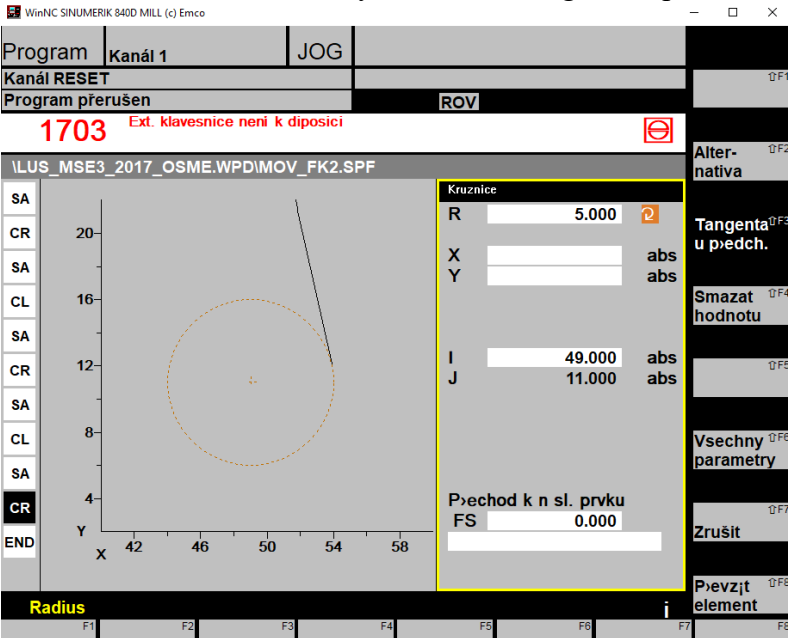 WinNC SINUMERIK 840D MILL (c) Emco
Program Kanál 1 JOG
Kanál RESET
Program přerušen ROV
1703 Ext. klavesnice neni k diposici
\LUS_MSE3_2017_OSME.WPD\MOV_FK2.SPF
SA
CR
SA
CL
SA
CR
SA
CL
SA
CR
END
20
16
12
8
4
Y
X
42 46 50 54 58
Kruznice
R 5.000
X abs
Y abs
I 49.000 abs
J 11.000 abs
P›echod k n sl. prvku
FS 0.000
⇧F1
Alter- ⇧F2
nativa
Tangenta ⇧F3
u p›edch.
Smazat ⇧F4
hodnotu
⇧F5
Vsechny ⇧F6
parametry
⇧F7
Zrušit
P›evz¡t ⇧F8
element
Radius i
F1 F2 F3 F4 F5 F6 F7 F8